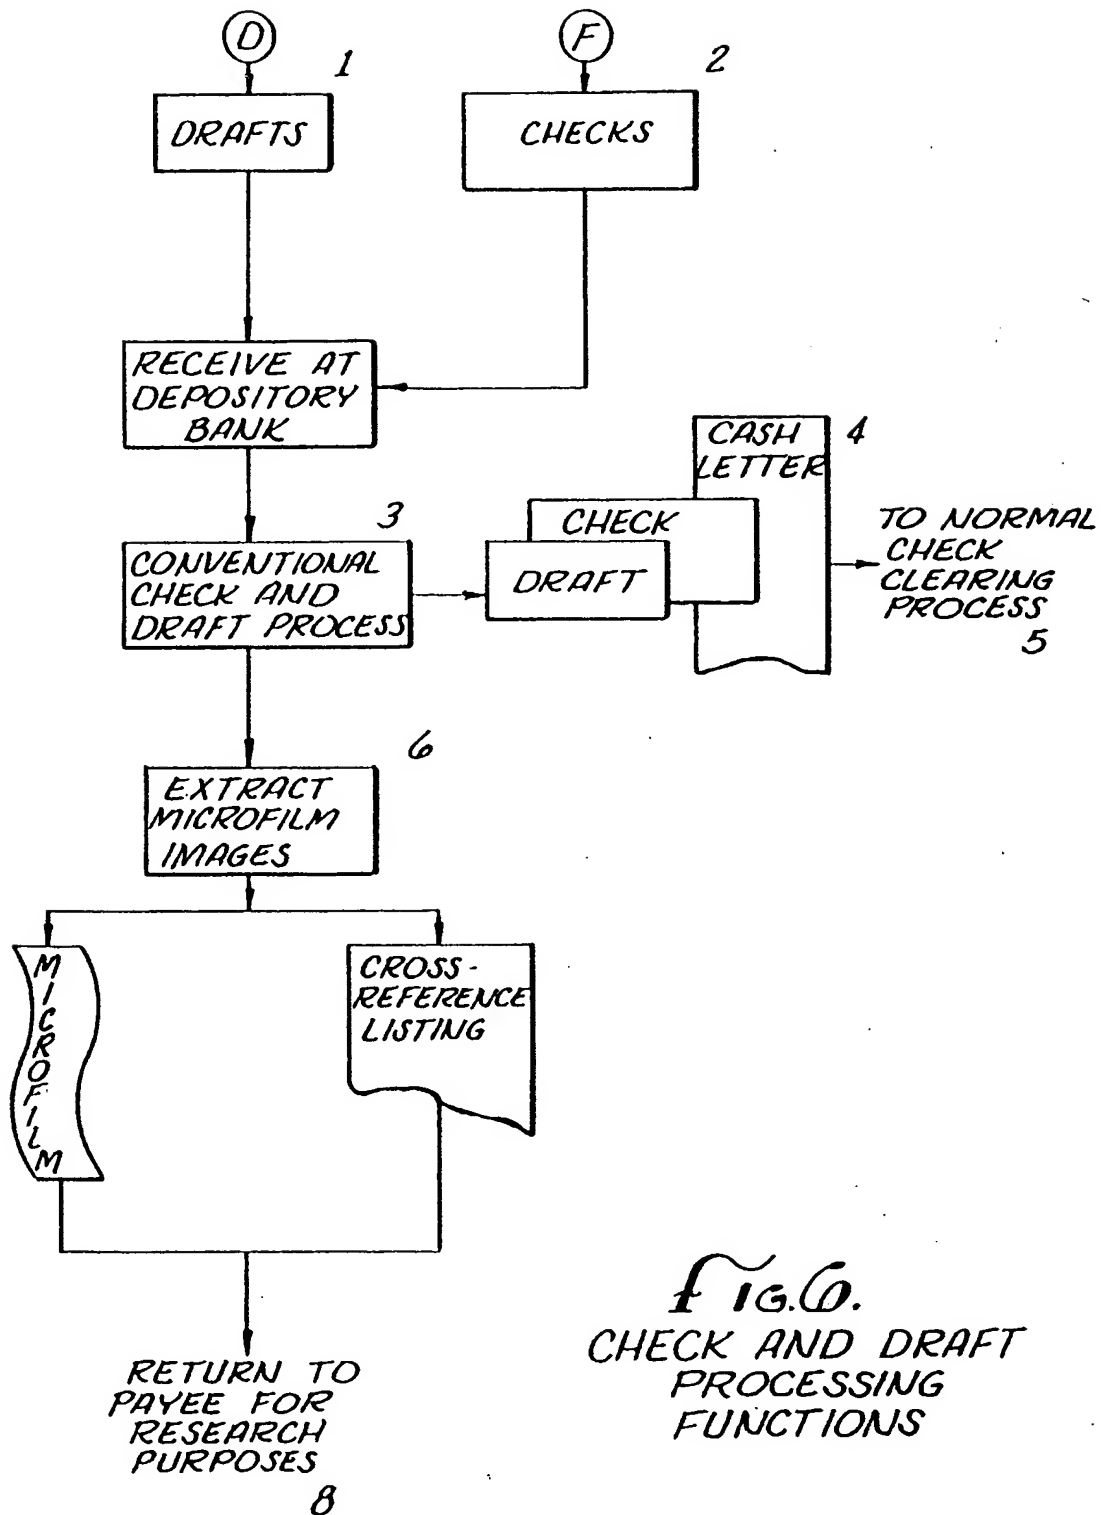 D
F
1
2
DRAFTS
CHECKS
RECEIVE AT
DEPOSITORY
BANK
3
CONVENTIONAL
CHECK AND
DRAFT PROCESS
CHECK
DRAFT
CASH
LETTER
4
TO NORMAL
CHECK
CLEARING
PROCESS
5
6
EXTRACT
MICROFILM
IMAGES
MICROFILM
CROSS-
REFERENCE
LISTING
RETURN TO
PAYEE FOR
RESEARCH
PURPOSES
8
FIG.6.
CHECK AND DRAFT
PROCESSING
FUNCTIONS